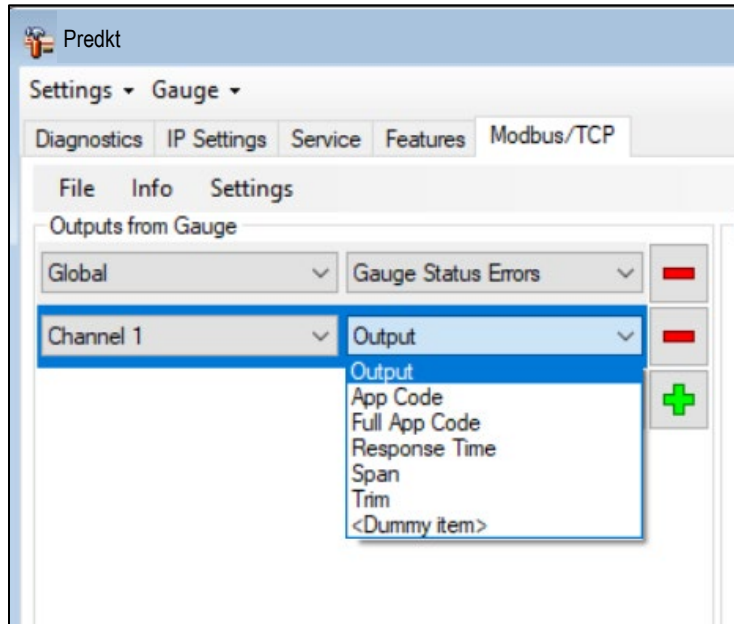 Predkt
Settings Gauge
Diagnostics IP Settings Service Features Modbus/TCP
File Info Settings
Outputs from Gauge
Global Gauge Status Errors
Channel 1 Output
Output
App Code
Full App Code
Response Time
Span
Trim
<Dummy item>